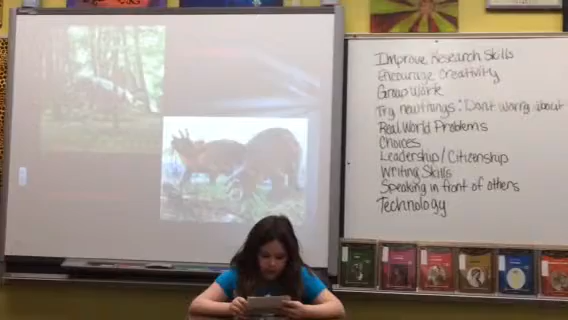 Improve Research Skills
Encourage Creativity
Group Work
Try new things: Don't worry about
Real World Problems
Choices
Leadership/Citizenship
Writing Skills
Speaking in front of others
Technology